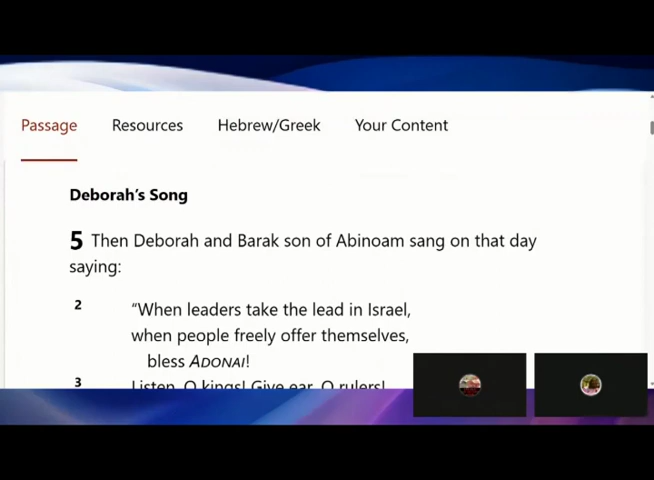 Passage Resources Hebrew/Greek Your Content
Deborah's Song
5 Then Deborah and Barak son of Abinoam sang on that day
saying:
2 “When leaders take the lead in Israel,
when people freely offer themselves,
bless ADONAI!
3 Listen, O kings! Give ear, O rulers!